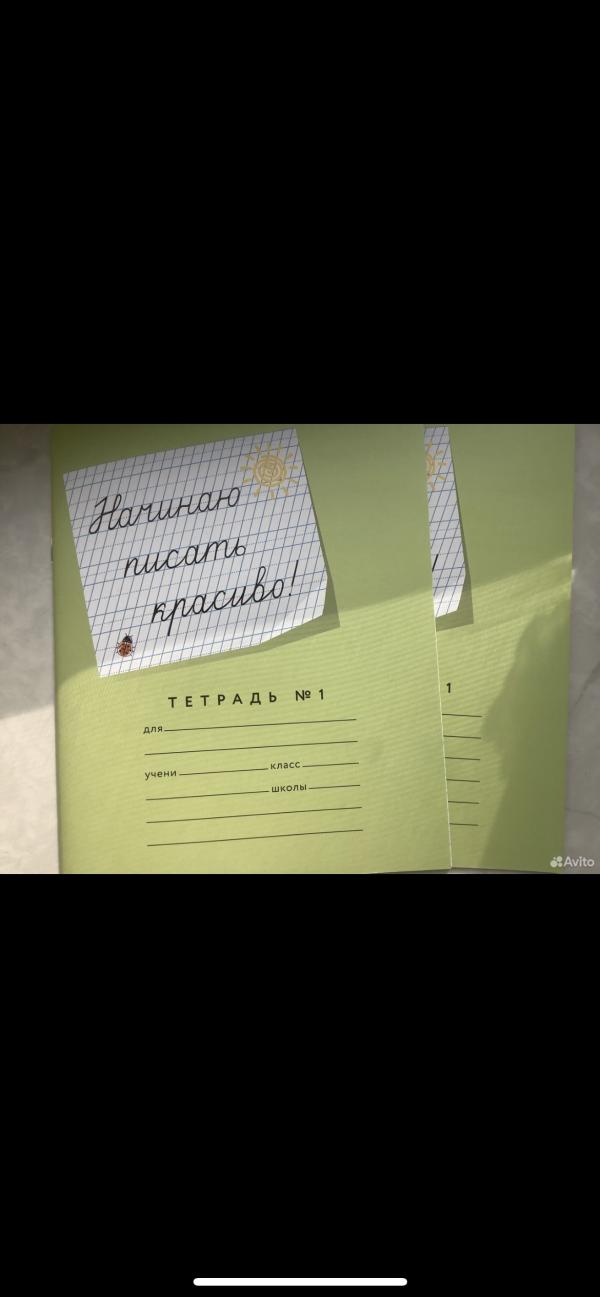 Начинаю
писать
красиво!
ТЕТРАДЬ №1
для
учени класс
школы
!
1
Avito